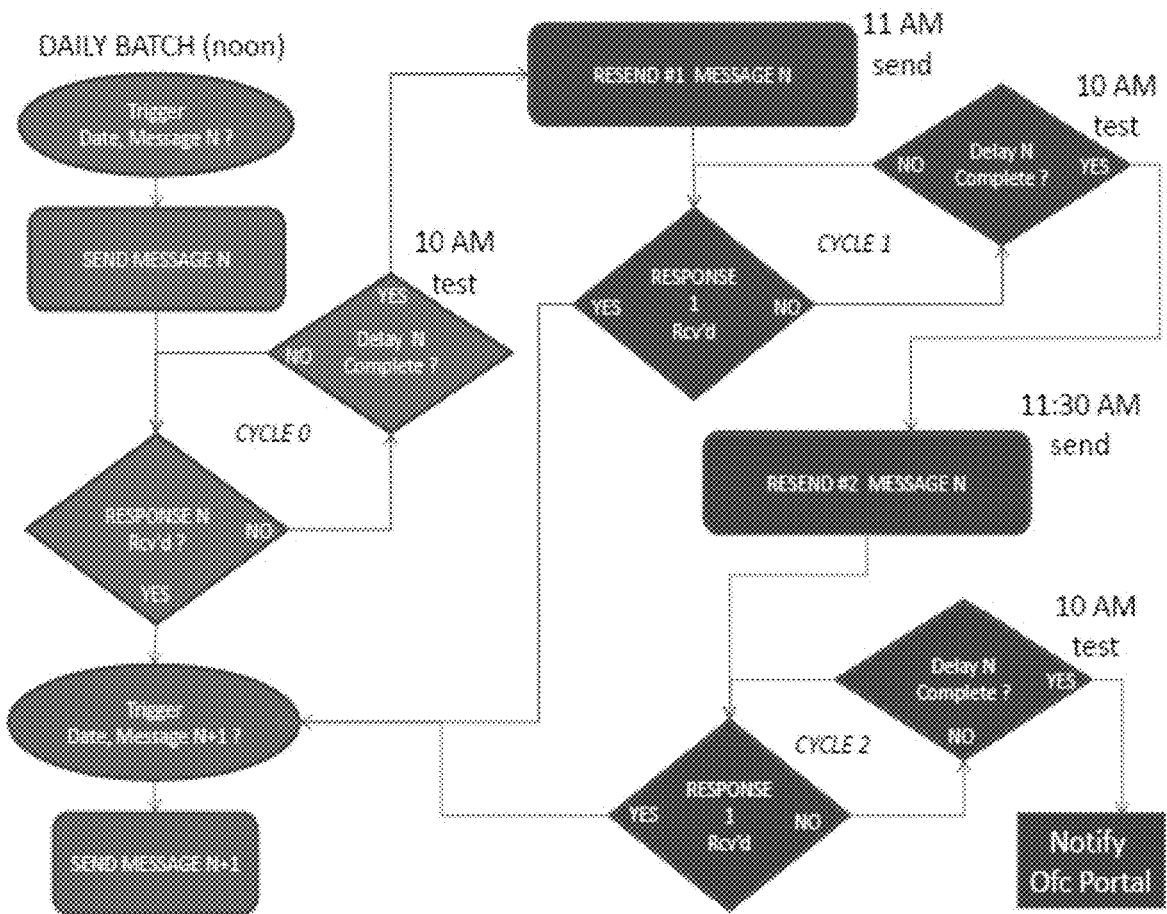 DAILY BATCH (noon)
Trigger
Date, Message N ?
SEND MESSAGE N
10 AM
test
YES
NO
Delay N
Complete ?
CYCLE 0
RESPONSE N
Rcv'd ?
NO
YES
Trigger
Date, Message N+1 ?
SEND MESSAGE N+1
RESEND #1 MESSAGE N
11 AM
send
10 AM
test
NO
Delay N
Complete ?
YES
CYCLE 1
RESPONSE
1
Rcv'd
YES
NO
11:30 AM
send
RESEND #2 MESSAGE N
10 AM
test
Delay N
Complete ?
YES
NO
CYCLE 2
RESPONSE
1
Rcv'd
YES
NO
Notify
Ofc Portal